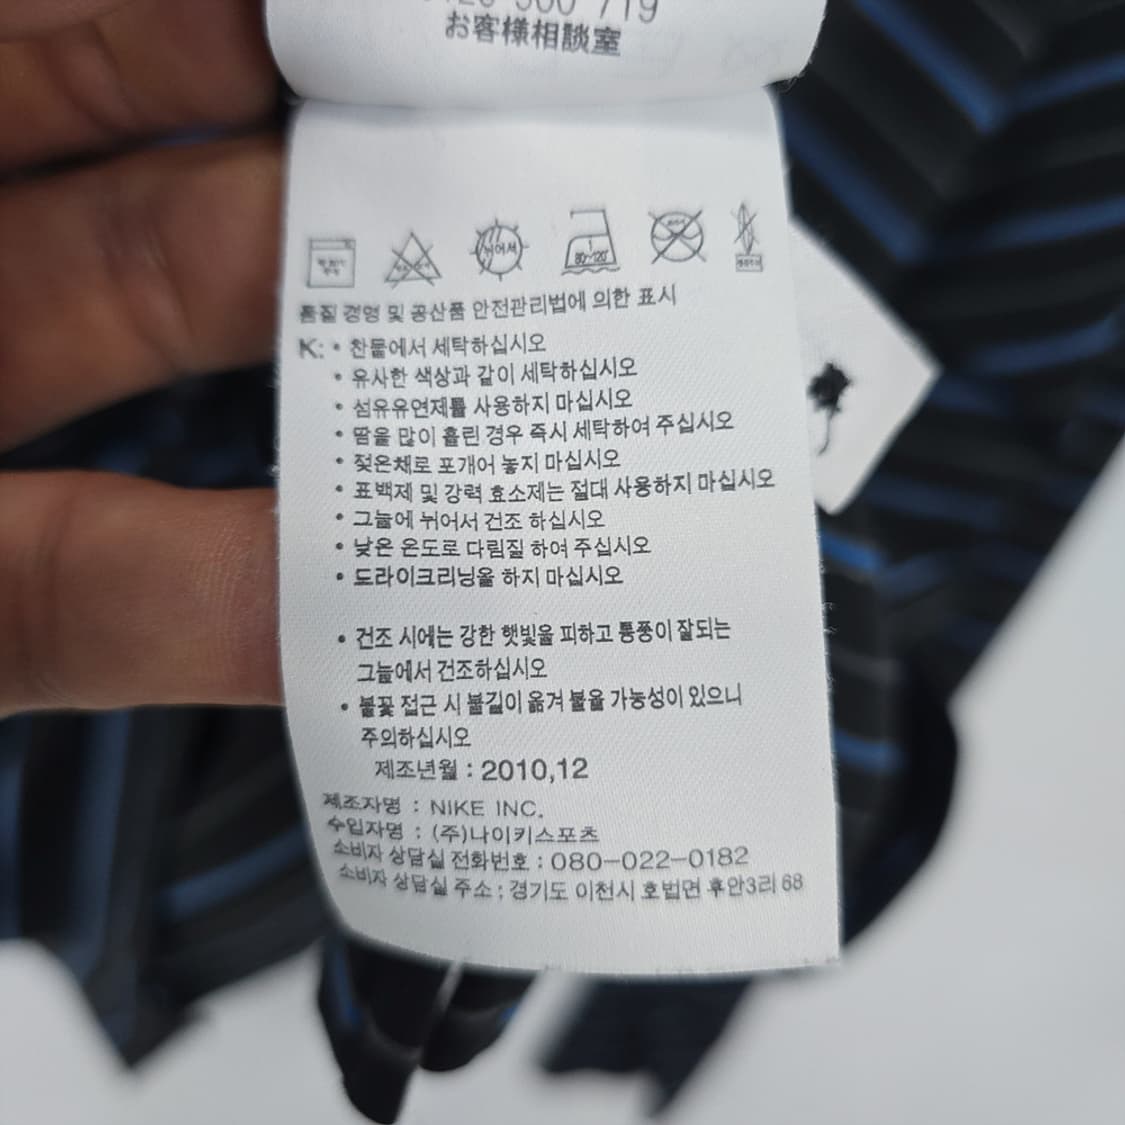 お客様相談室
뉘어서
80~120°
품질 경영 및 공산품 안전관리법에 의한 표시
K: • 찬물에서 세탁하십시오
• 유사한 색상과 같이 세탁하십시오
• 섬유유연제를 사용하지 마십시오
• 땀을 많이 흘린 경우 즉시 세탁하여 주십시오
• 젖은채로 포개어 놓지 마십시오
• 표백제 및 강력 효소제는 절대 사용하지 마십시오
• 그늘에 뉘어서 건조 하십시오
• 낮은 온도로 다림질 하여 주십시오
• 드라이크리닝을 하지 마십시오
• 건조 시에는 강한 햇빛을 피하고 통풍이 잘되는
그늘에서 건조하십시오
• 불꽃 접근 시 불길이 옮겨 붙을 가능성이 있으니
주의하십시오
제조년월 : 2010,12
제조자명 : NIKE INC.
수입자명 : (주)나이키스포츠
소비자 상담실 전화번호 : 080-022-0182
소비자 상담실 주소 : 경기도 이천시 호법면 후안3리 68